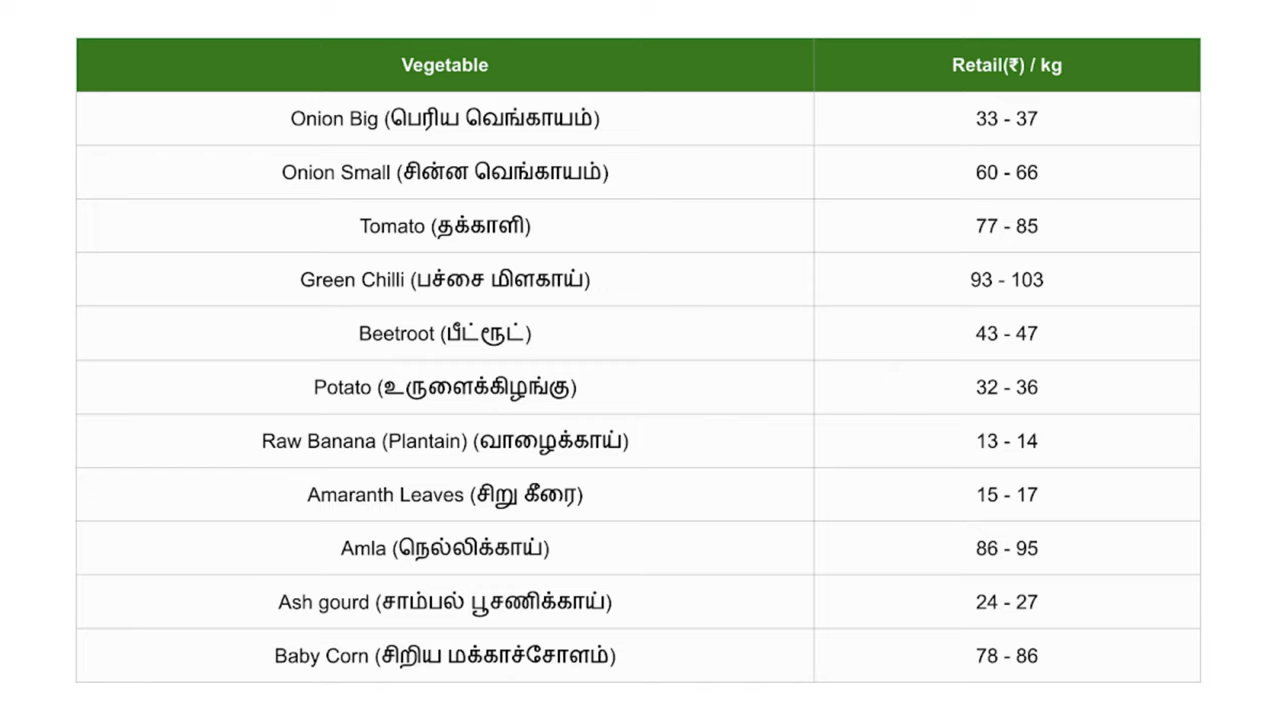 Vegetable Retail(₹) / kg
Onion Big (பெரிய வெங்காயம்) 33 - 37
Onion Small (சின்ன வெங்காயம்) 60 - 66
Tomato (தக்காளி) 77 - 85
Green Chilli (பச்சை மிளகாய்) 93 - 103
Beetroot (பீட்ரூட்) 43 - 47
Potato (உருளைக்கிழங்கு) 32 - 36
Raw Banana (Plantain) (வாழைக்காய்) 13 - 14
Amaranth Leaves (சிறு கீரை) 15 - 17
Amla (நெல்லிக்காய்) 86 - 95
Ash gourd (சாம்பல் பூசணிக்காய்) 24 - 27
Baby Corn (சிறிய மக்காச்சோளம்) 78 - 86